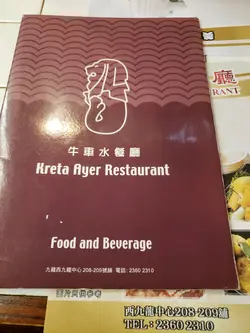 牛車水餐廳
Kreta Ayer Restaurant
Food and Beverage
九龍西九龍中心208-209號舖 電話: 2360 2310
廳
RANT
西九龍中心208-209舖
TEL: 2360 2310